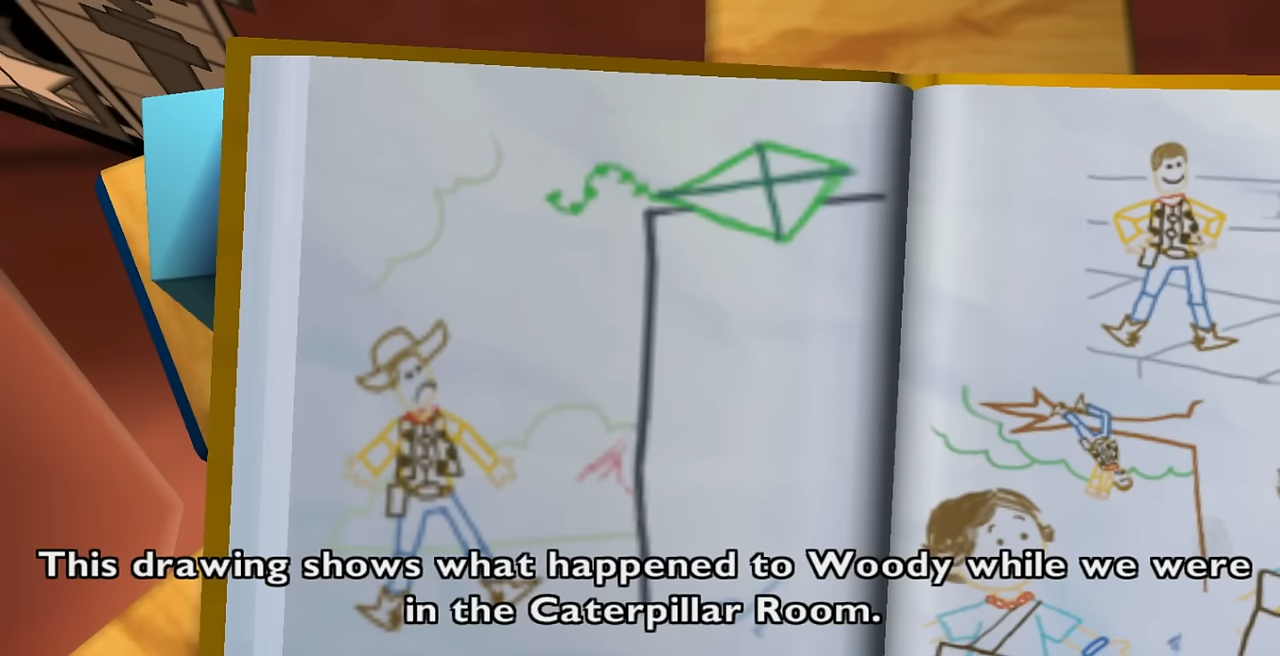 This drawing shows what happened to Woody while we were
in the Caterpillar Room.